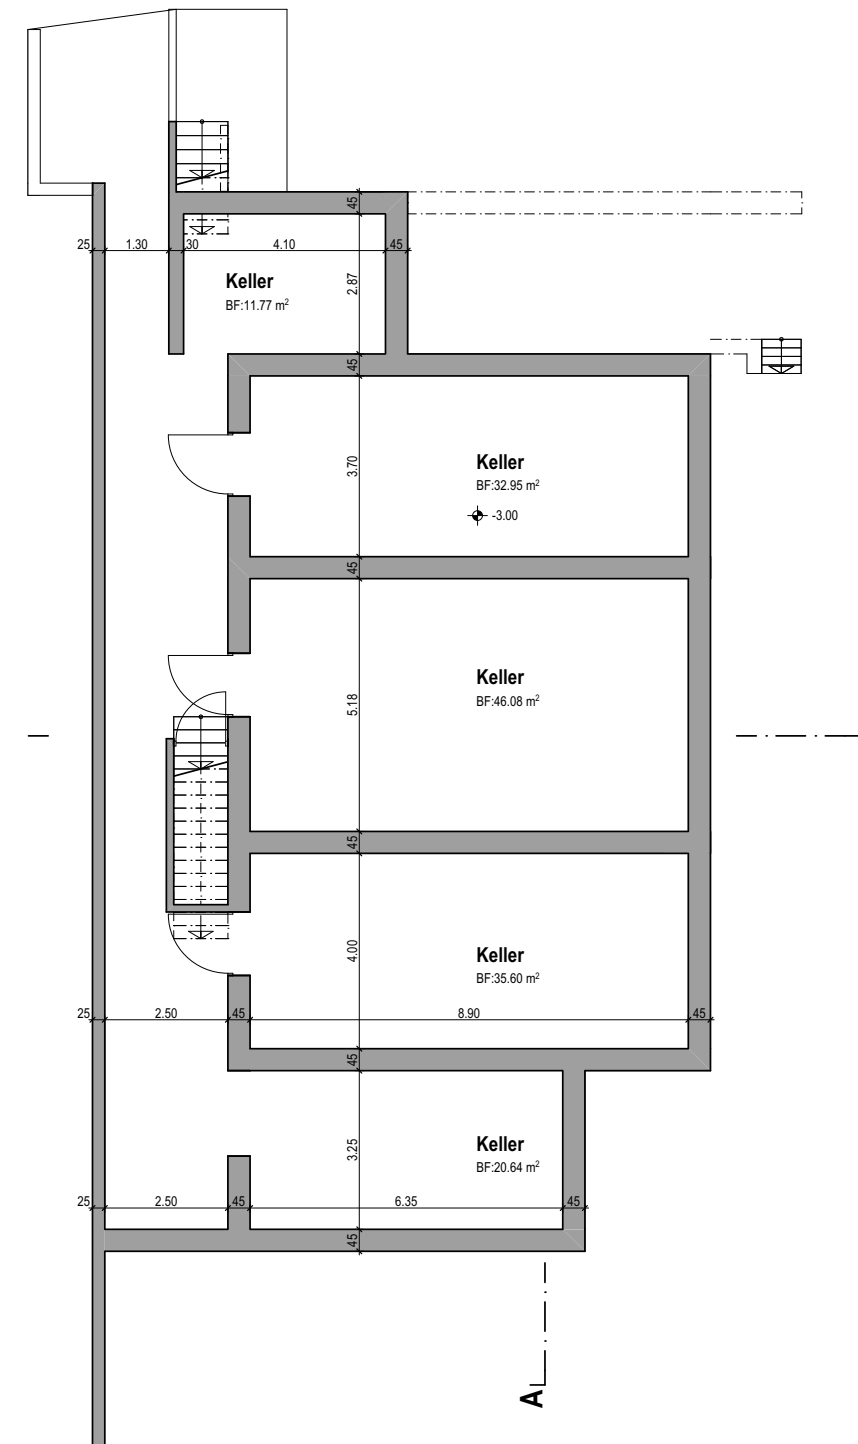 45
25 1.30 30 4.10 45
Keller
BF:11.77 m²
2.87
45
Keller
BF:32.95 m²
3.70
-3.00
45
Keller
BF:46.08 m²
5.18
45
Keller
BF:35.60 m²
4.00
25 2.50 45 8.90 45
45
Keller
BF:20.64 m²
3.25
25 2.50 45 6.35 45
45
A